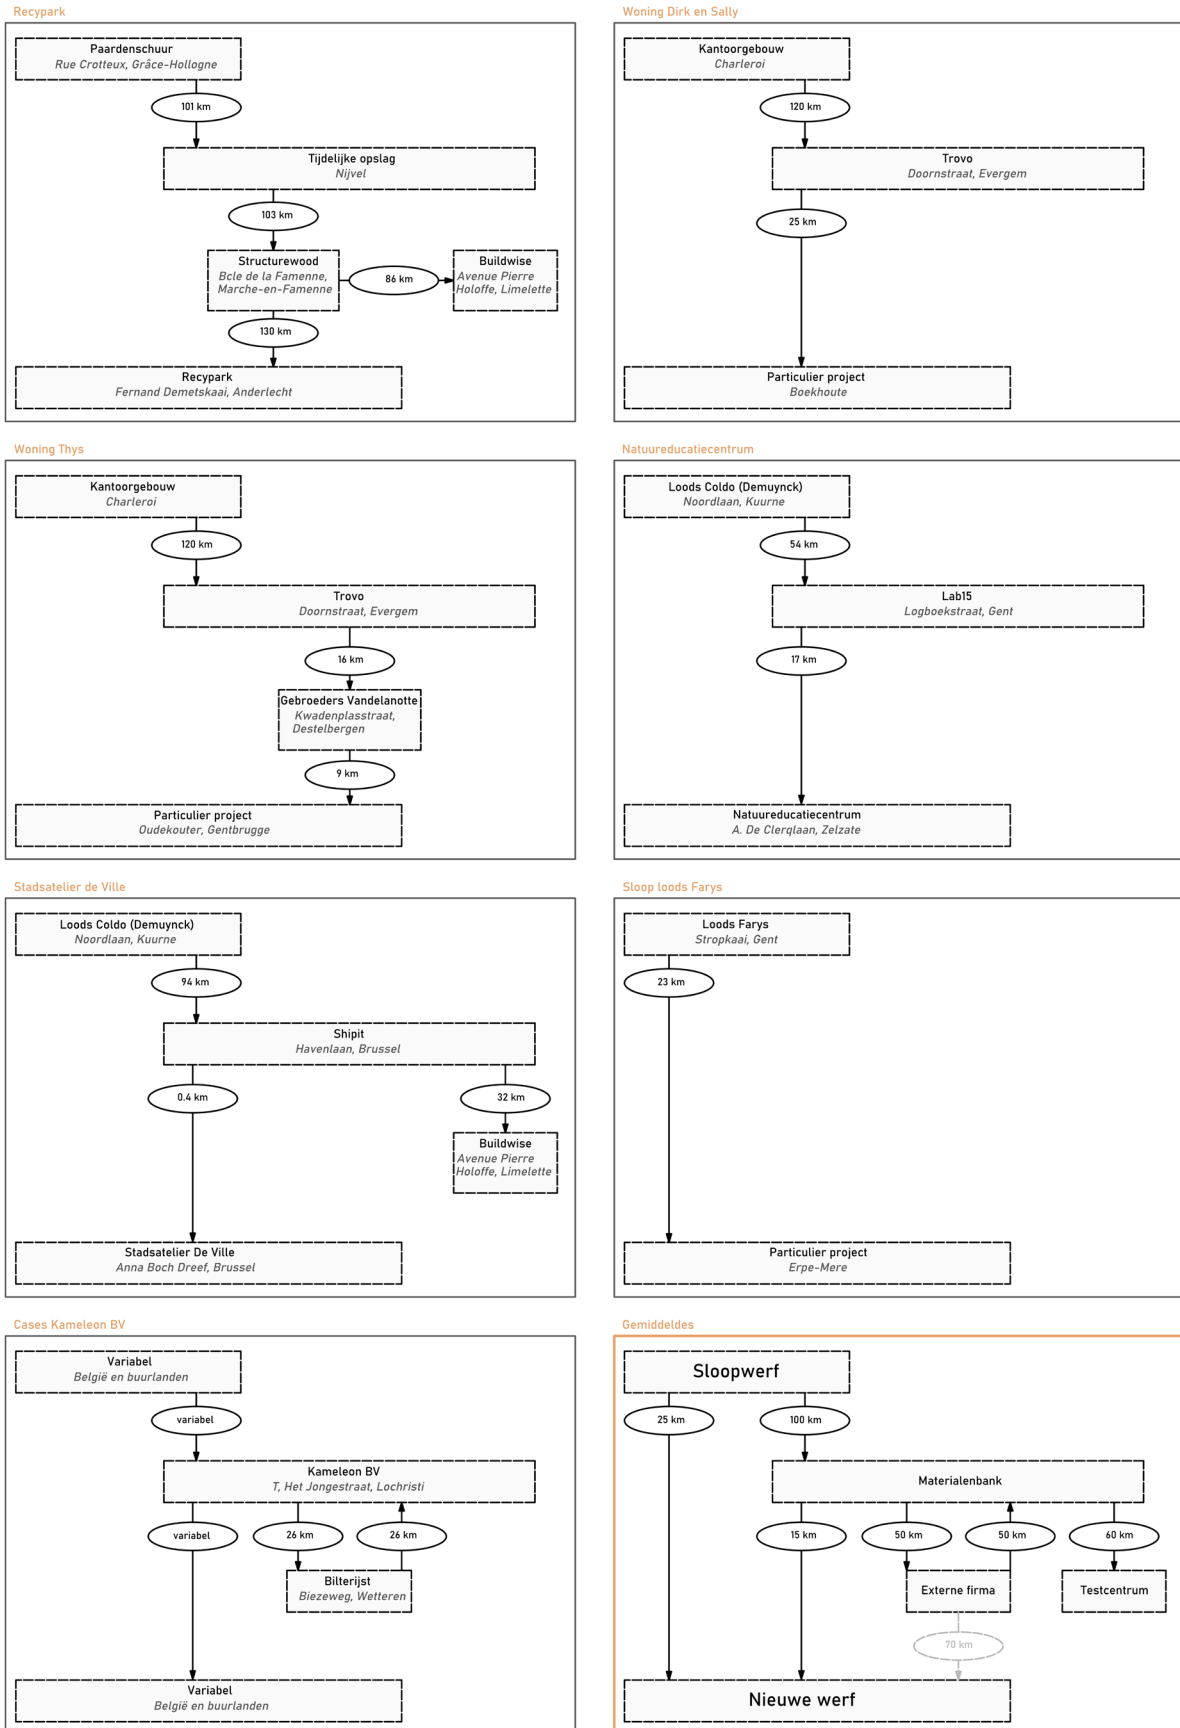 Recypark
Paardenschuur
Rue Crotteux, Grâce-Hollogne
101 km
Tijdelijke opslag
Nijvel
103 km
Structurewood
Bcle de la Famenne,
Marche-en-Famenne
86 km
Buildwise
Avenue Pierre
Holoffe, Limelette
130 km
Recypark
Fernand Demetskaai, Anderlecht
Woning Dirk en Sally
Kantoorgebouw
Charleroi
120 km
Trovo
Doornstraat, Evergem
25 km
Particulier project
Boekhoute
Woning Thys
Kantoorgebouw
Charleroi
120 km
Trovo
Doornstraat, Evergem
16 km
Gebroeders Vandelanotte
Kwadenplasstraat,
Destelbergen
9 km
Particulier project
Oudekouter, Gentbrugge
Natuureducatiecentrum
Loods Coldo (Demuynck)
Noordlaan, Kuurne
54 km
Lab15
Logboekstraat, Gent
17 km
Natuureducatiecentrum
A. De Clerqlaan, Zelzate
Stadsatelier de Ville
Loods Coldo (Demuynck)
Noordlaan, Kuurne
94 km
Shipit
Havenlaan, Brussel
0.4 km
32 km
Buildwise
Avenue Pierre
Holoffe, Limelette
Stadsatelier De Ville
Anna Boch Dreef, Brussel
Sloop loods Farys
Loods Farys
Stropkaai, Gent
23 km
Particulier project
Erpe-Mere
Cases Kameleon BV
Variabel
België en buurlanden
variabel
Kameleon BV
T, Het Jongestraat, Lochristi
variabel
26 km
26 km
Bilterijst
Biezeweg, Wetteren
Variabel
België en buurlanden
Gemiddeldes
Sloopwerf
25 km
100 km
Materialenbank
15 km
50 km
50 km
60 km
Externe firma
Testcentrum
70 km
Nieuwe werf